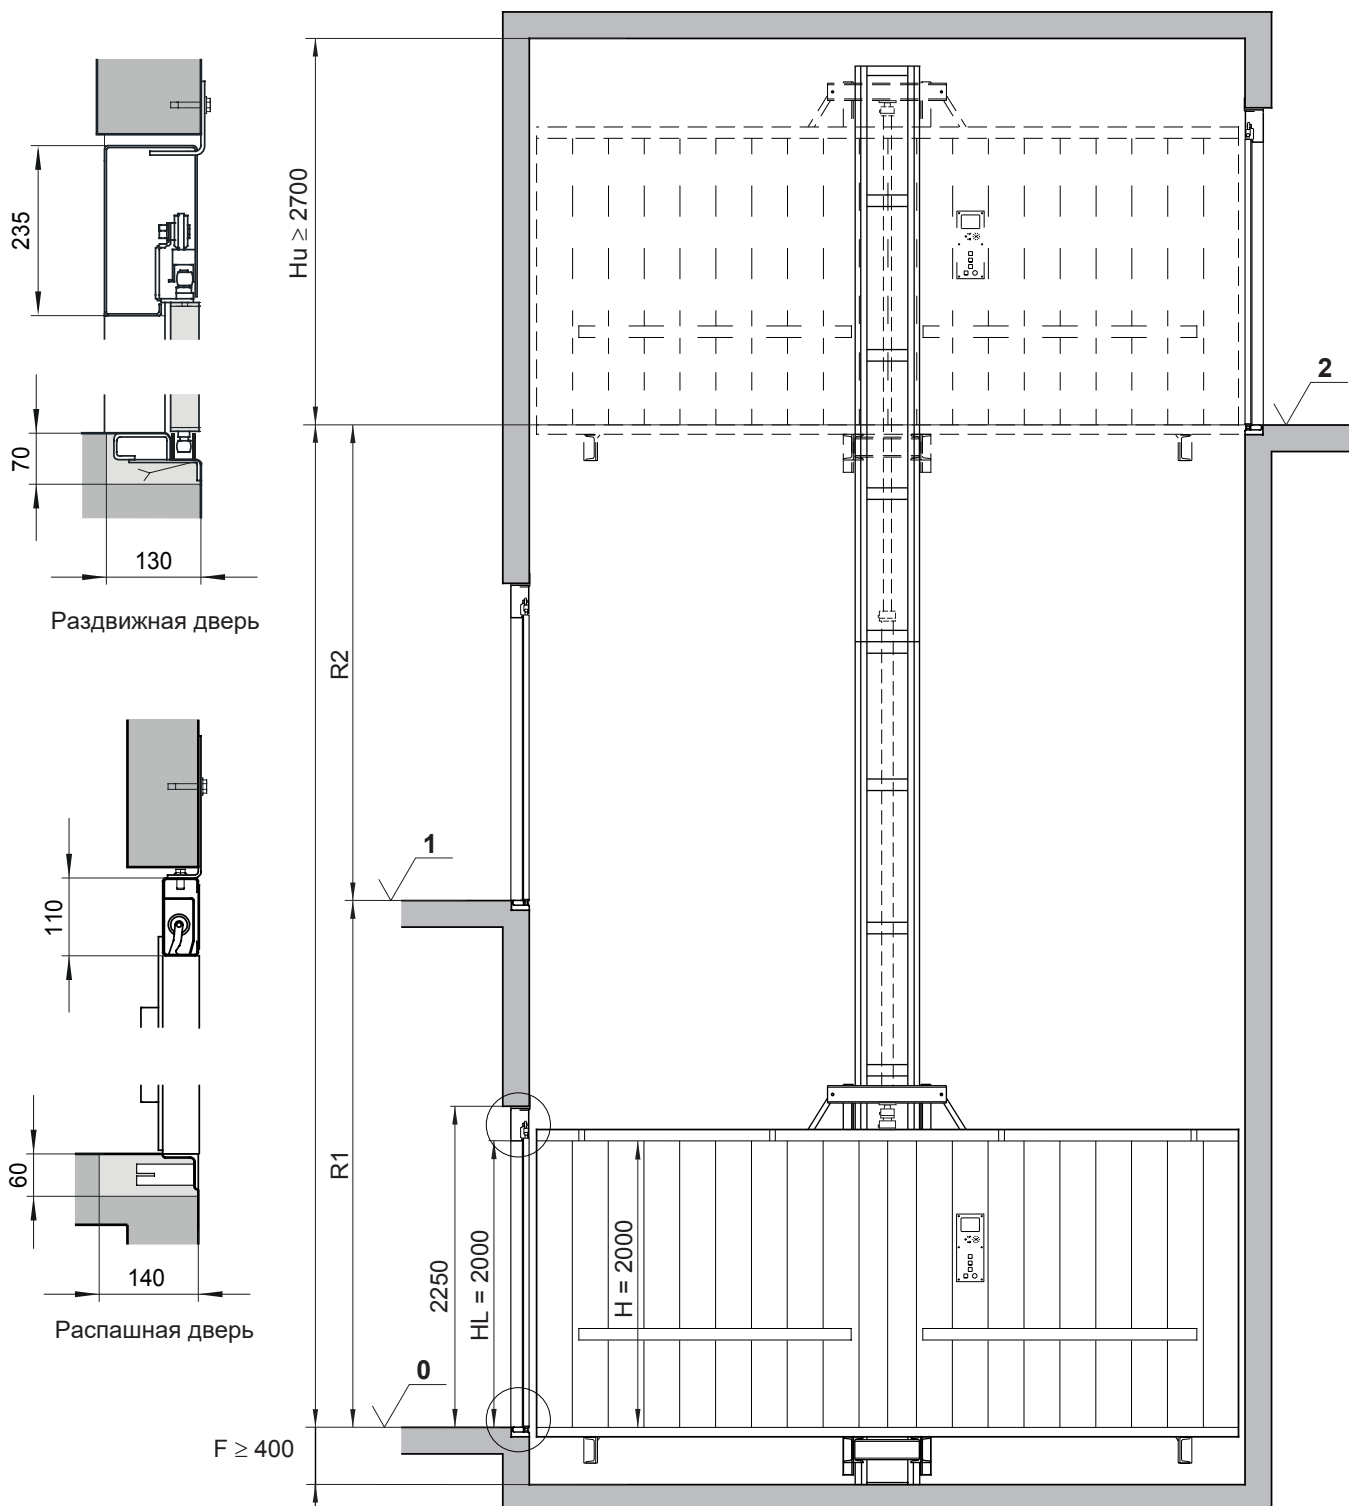 235
70
130
Раздвижная дверь
110
60
140
Распашная дверь
Hu ≥ 2700
2
R2
1
R1
2250
HL = 2000
H = 2000
0
F ≥ 400